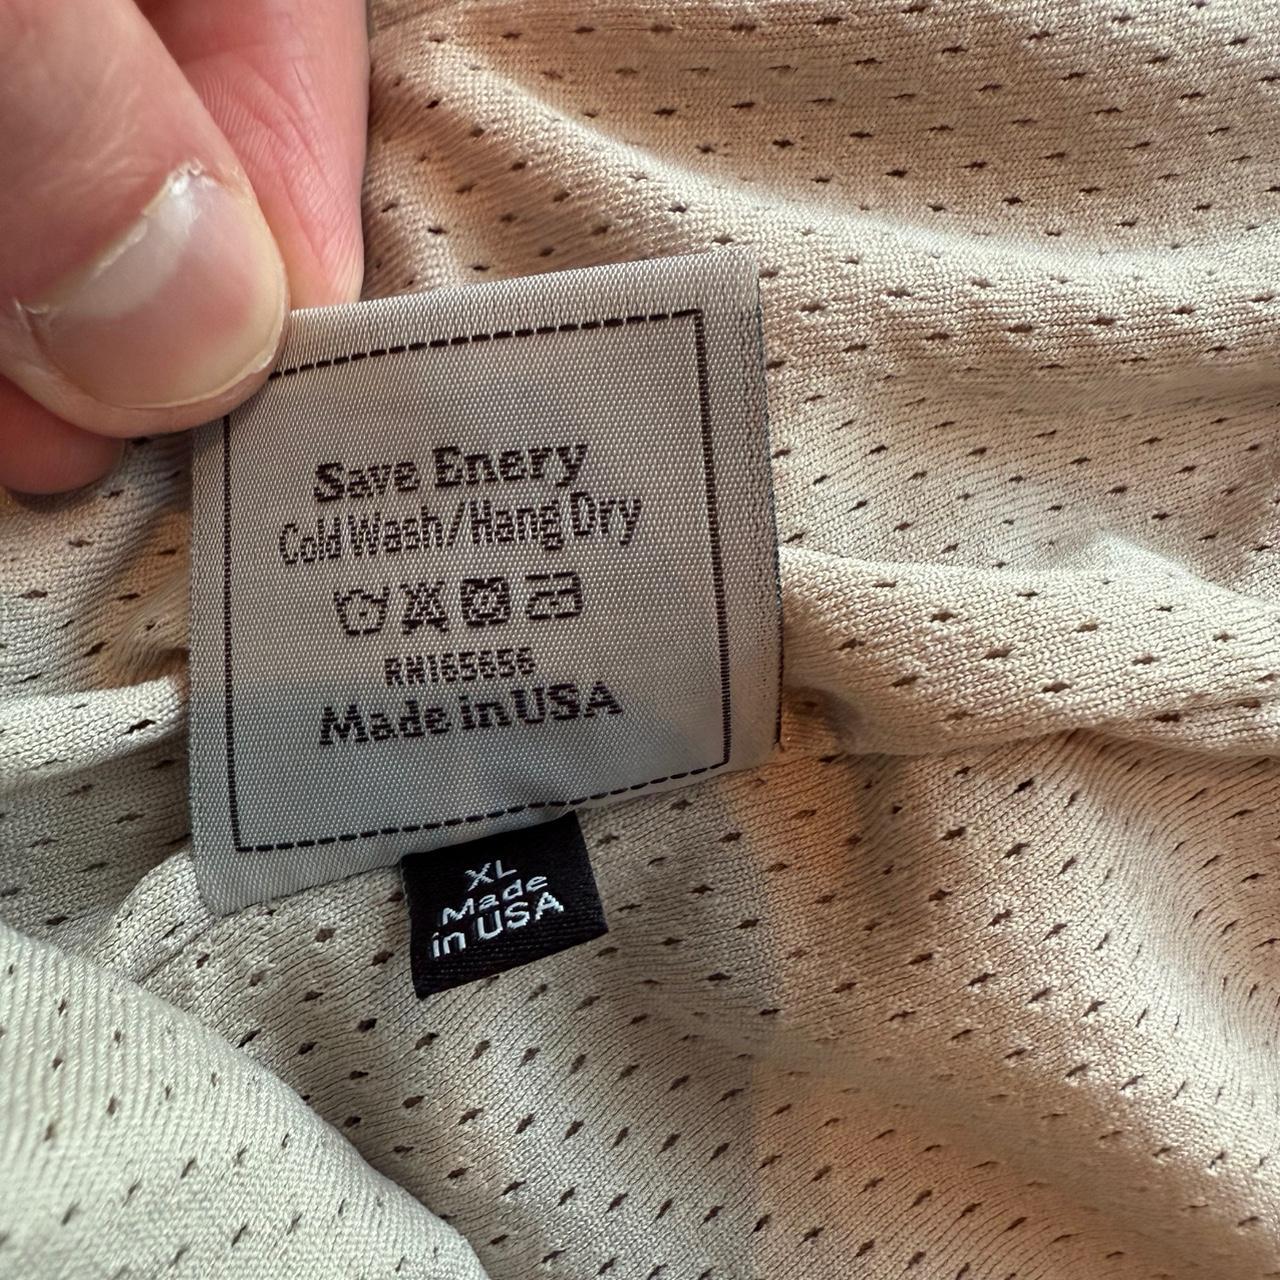 Save Enery
Cold Wash/Hang Dry
RN165656
Made in USA
XL
Made
in USA